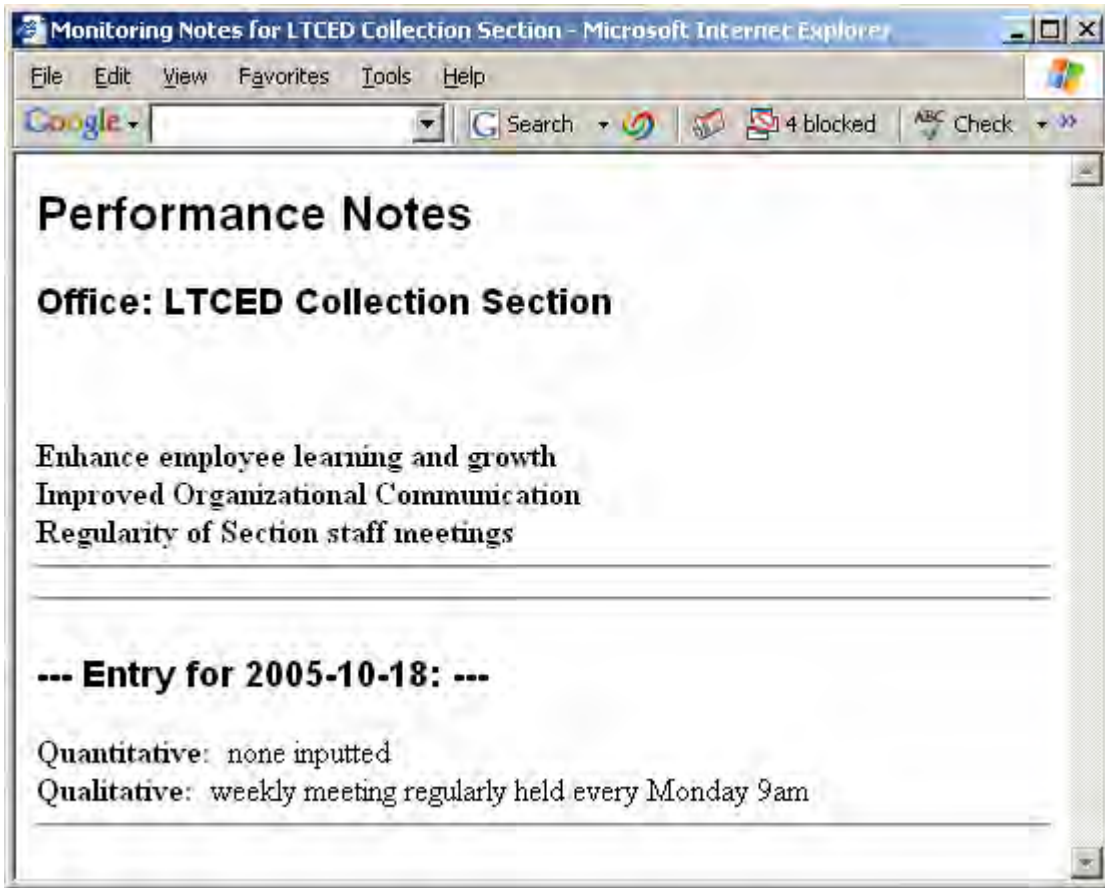 Monitoring Notes for LTCED Collection Section - Microsoft Internet Explorer
File Edit View Favorites Tools Help
Google Search 4 blocked ABC Check
Performance Notes
Office: LTCED Collection Section
Enhance employee learning and growth
Improved Organizational Communication
Regularity of Section staff meetings
--- Entry for 2005-10-18: ---
Quantitative: none inputted
Qualitative: weekly meeting regularly held every Monday 9am